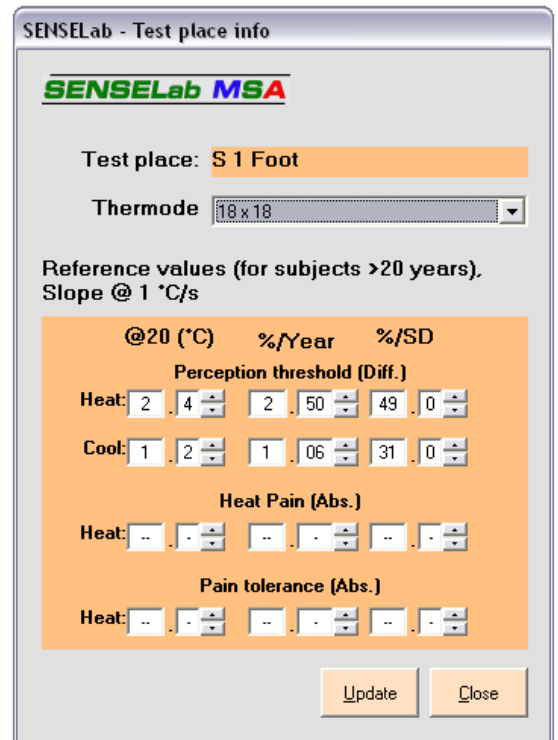 SENSELab - Test place info
SENSELab MSA
Test place: S 1 Foot
Thermode 18 x 18
Reference values (for subjects >20 years),
Slope @ 1 °C/s
@20 (°C) %/Year %/SD
Perception threshold (Diff.)
Heat: 2 . 4 2 . 50 49 . 0
Cool: 1 . 2 1 . 06 31 . 0
Heat Pain (Abs.)
Heat: -- . - -- . - -- . -
Pain tolerance (Abs.)
Heat: -- . - -- . - -- . -
Update Close